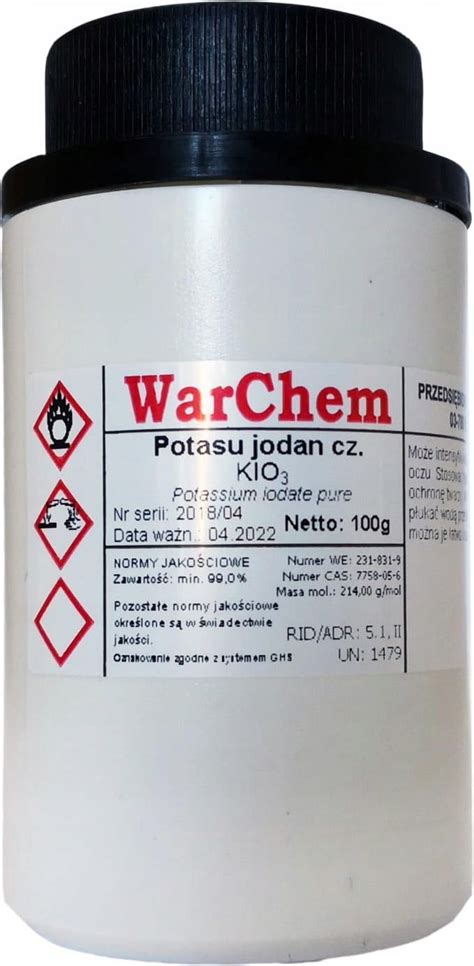 WarChem
Potasu jodan cz.
KIO₃
Potassium iodate pure
Nr serii: 2018/04
Data ważn.: 04.2022
Netto: 100g
NORMY JAKOŚCIOWE
Zawartość: min. 99,0%
Pozostałe normy jakościowe
określone są w świadectwie
jakości.
Oznakowanie zgodne z systemem GHS
Numer WE: 231-831-9
Numer CAS: 7758-05-6
Masa mol.: 214,00 g/mol
RID/ADR: 5.1, II
UN: 1479
Może
oczu
ochronę
płukać wodą
można je